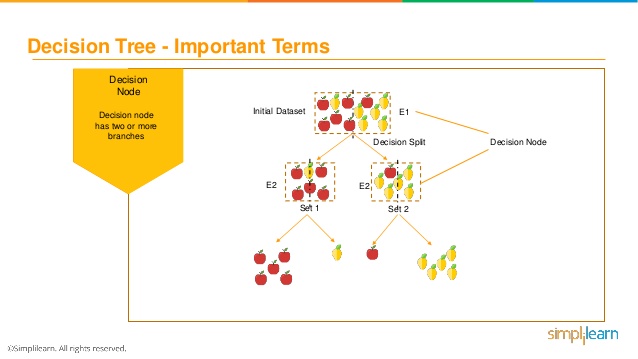 Decision Tree - Important Terms
Decision
Node
Decision node
has two or more
branches
Initial Dataset
E1
Decision Split
Decision Node
E2
E2
Set 1
Set 2
simplilearn
©Simplilearn. All rights reserved.